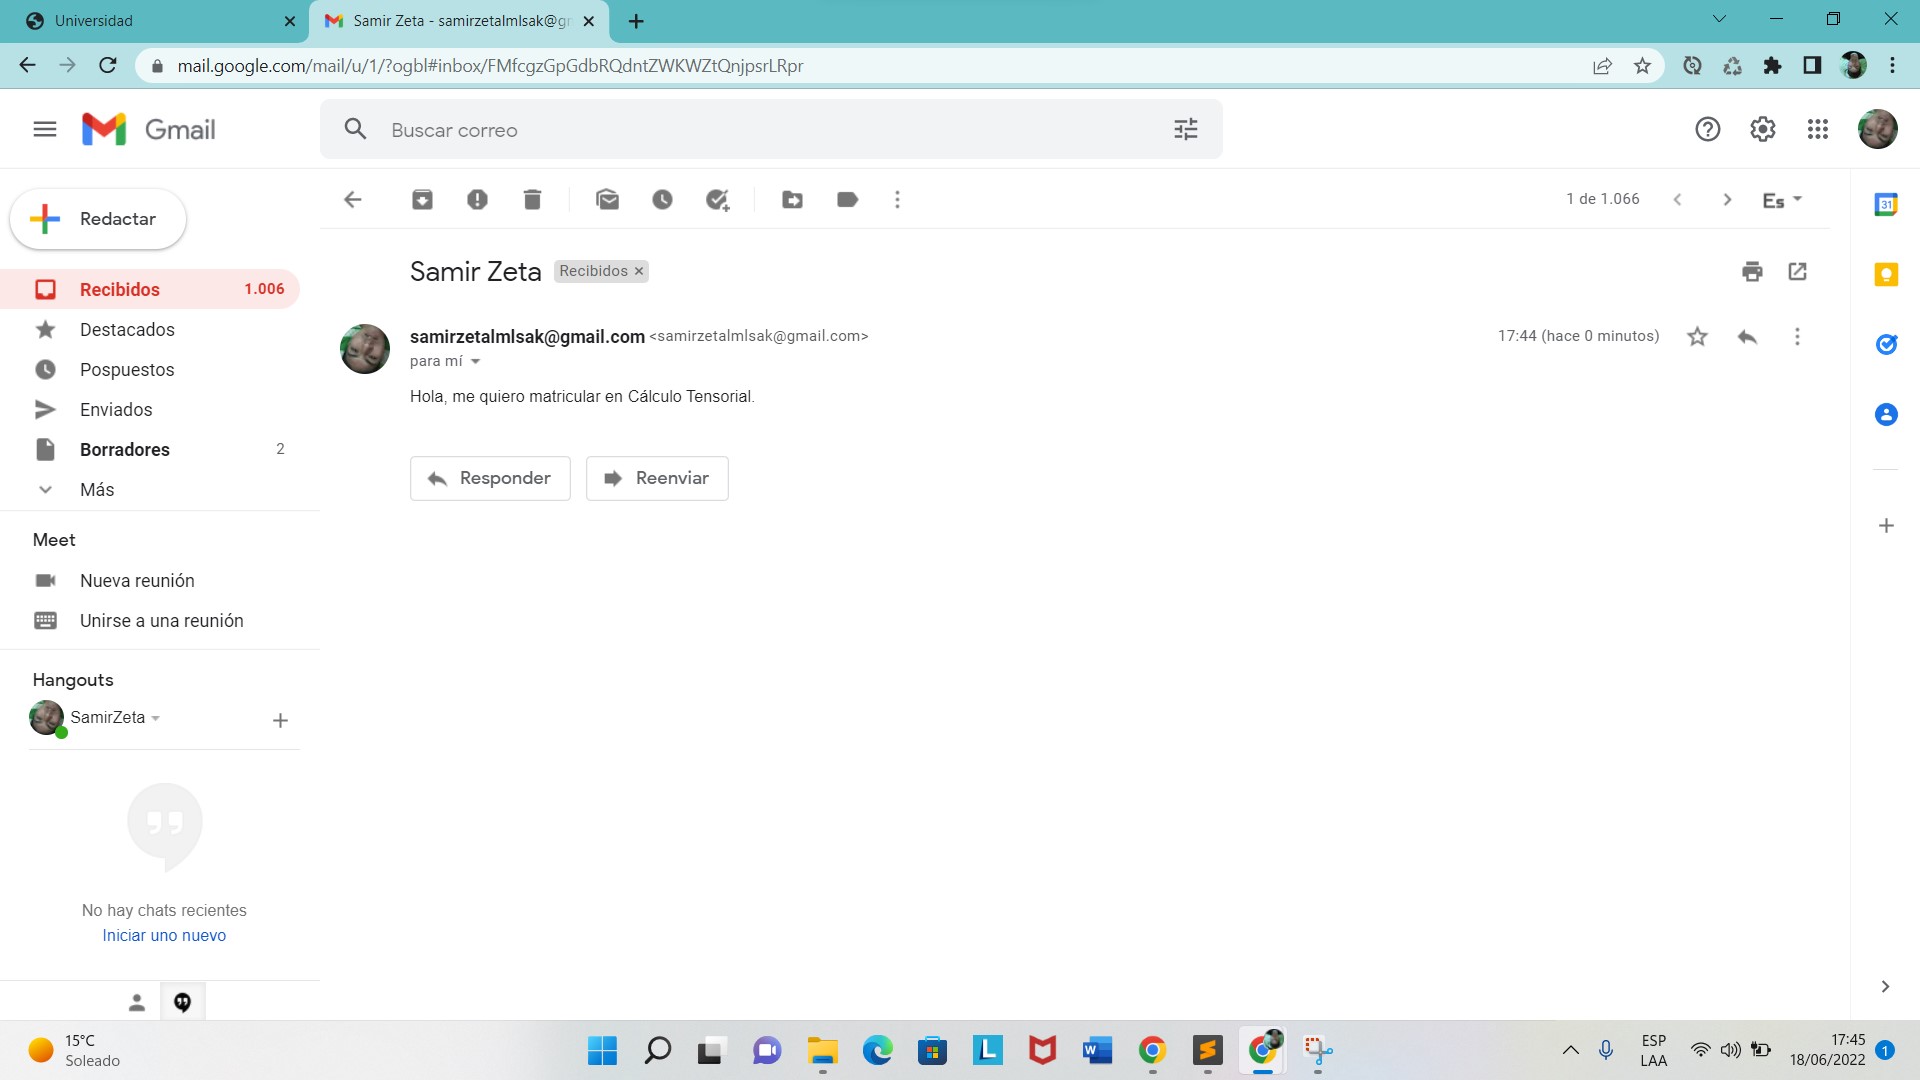 Universidad
Samir Zeta - samirzetalmlsak@gm
mail.google.com/mail/u/1/?ogbl#inbox/FMfcgzGpGdbRQdntZWKWZtQnjpsrLRpr
Gmail
Buscar correo
Redactar
1 de 1.066
Es
Recibidos 1.006
Destacados
Pospuestos
Enviados
Borradores 2
Más
Meet
Nueva reunión
Unirse a una reunión
Hangouts
SamirZeta
No hay chats recientes
Iniciar uno nuevo
Samir Zeta Recibidos ×
samirzetalmlsak@gmail.com <samirzetalmlsak@gmail.com> 17:44 (hace 0 minutos)
para mí
Hola, me quiero matricular en Cálculo Tensorial.
Responder Reenviar
31
15°C
Soleado
L
W
ESP
LAA
17:45
18/06/2022
1